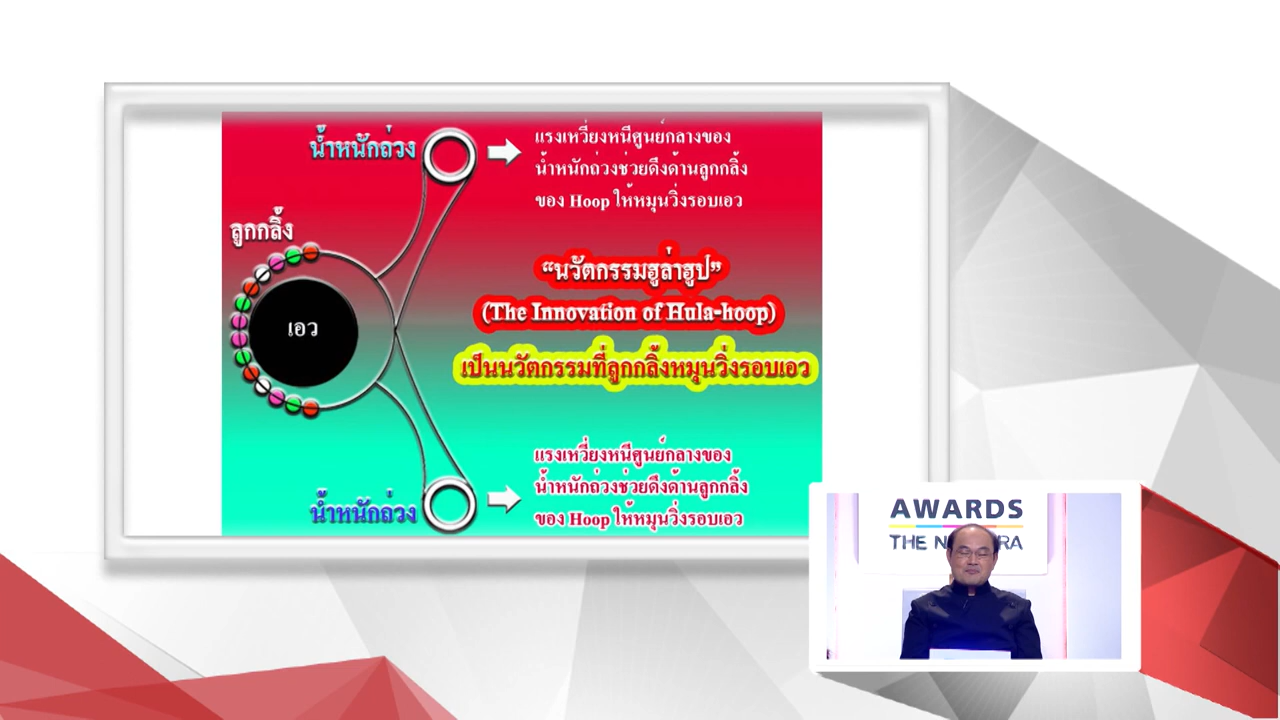 น้ำหนักถ่วง
แรงเหวี่ยงหนีศูนย์กลางของ
น้ำหนักถ่วงช่วยดึงด้านลูกกลิ้ง
ของ Hoop ให้หมุนวิ่งรอบเอว
ลูกกลิ้ง
เอว
“นวัตกรรมฮูล่าฮูป”
(The Innovation of Hula-hoop)
เป็นนวัตกรรมที่ลูกกลิ้งหมุนวิ่งรอบเอว
น้ำหนักถ่วง
แรงเหวี่ยงหนีศูนย์กลางของ
น้ำหนักถ่วงช่วยดึงด้านลูกกลิ้ง
ของ Hoop ให้หมุนวิ่งรอบเอว
AWARDS
THE